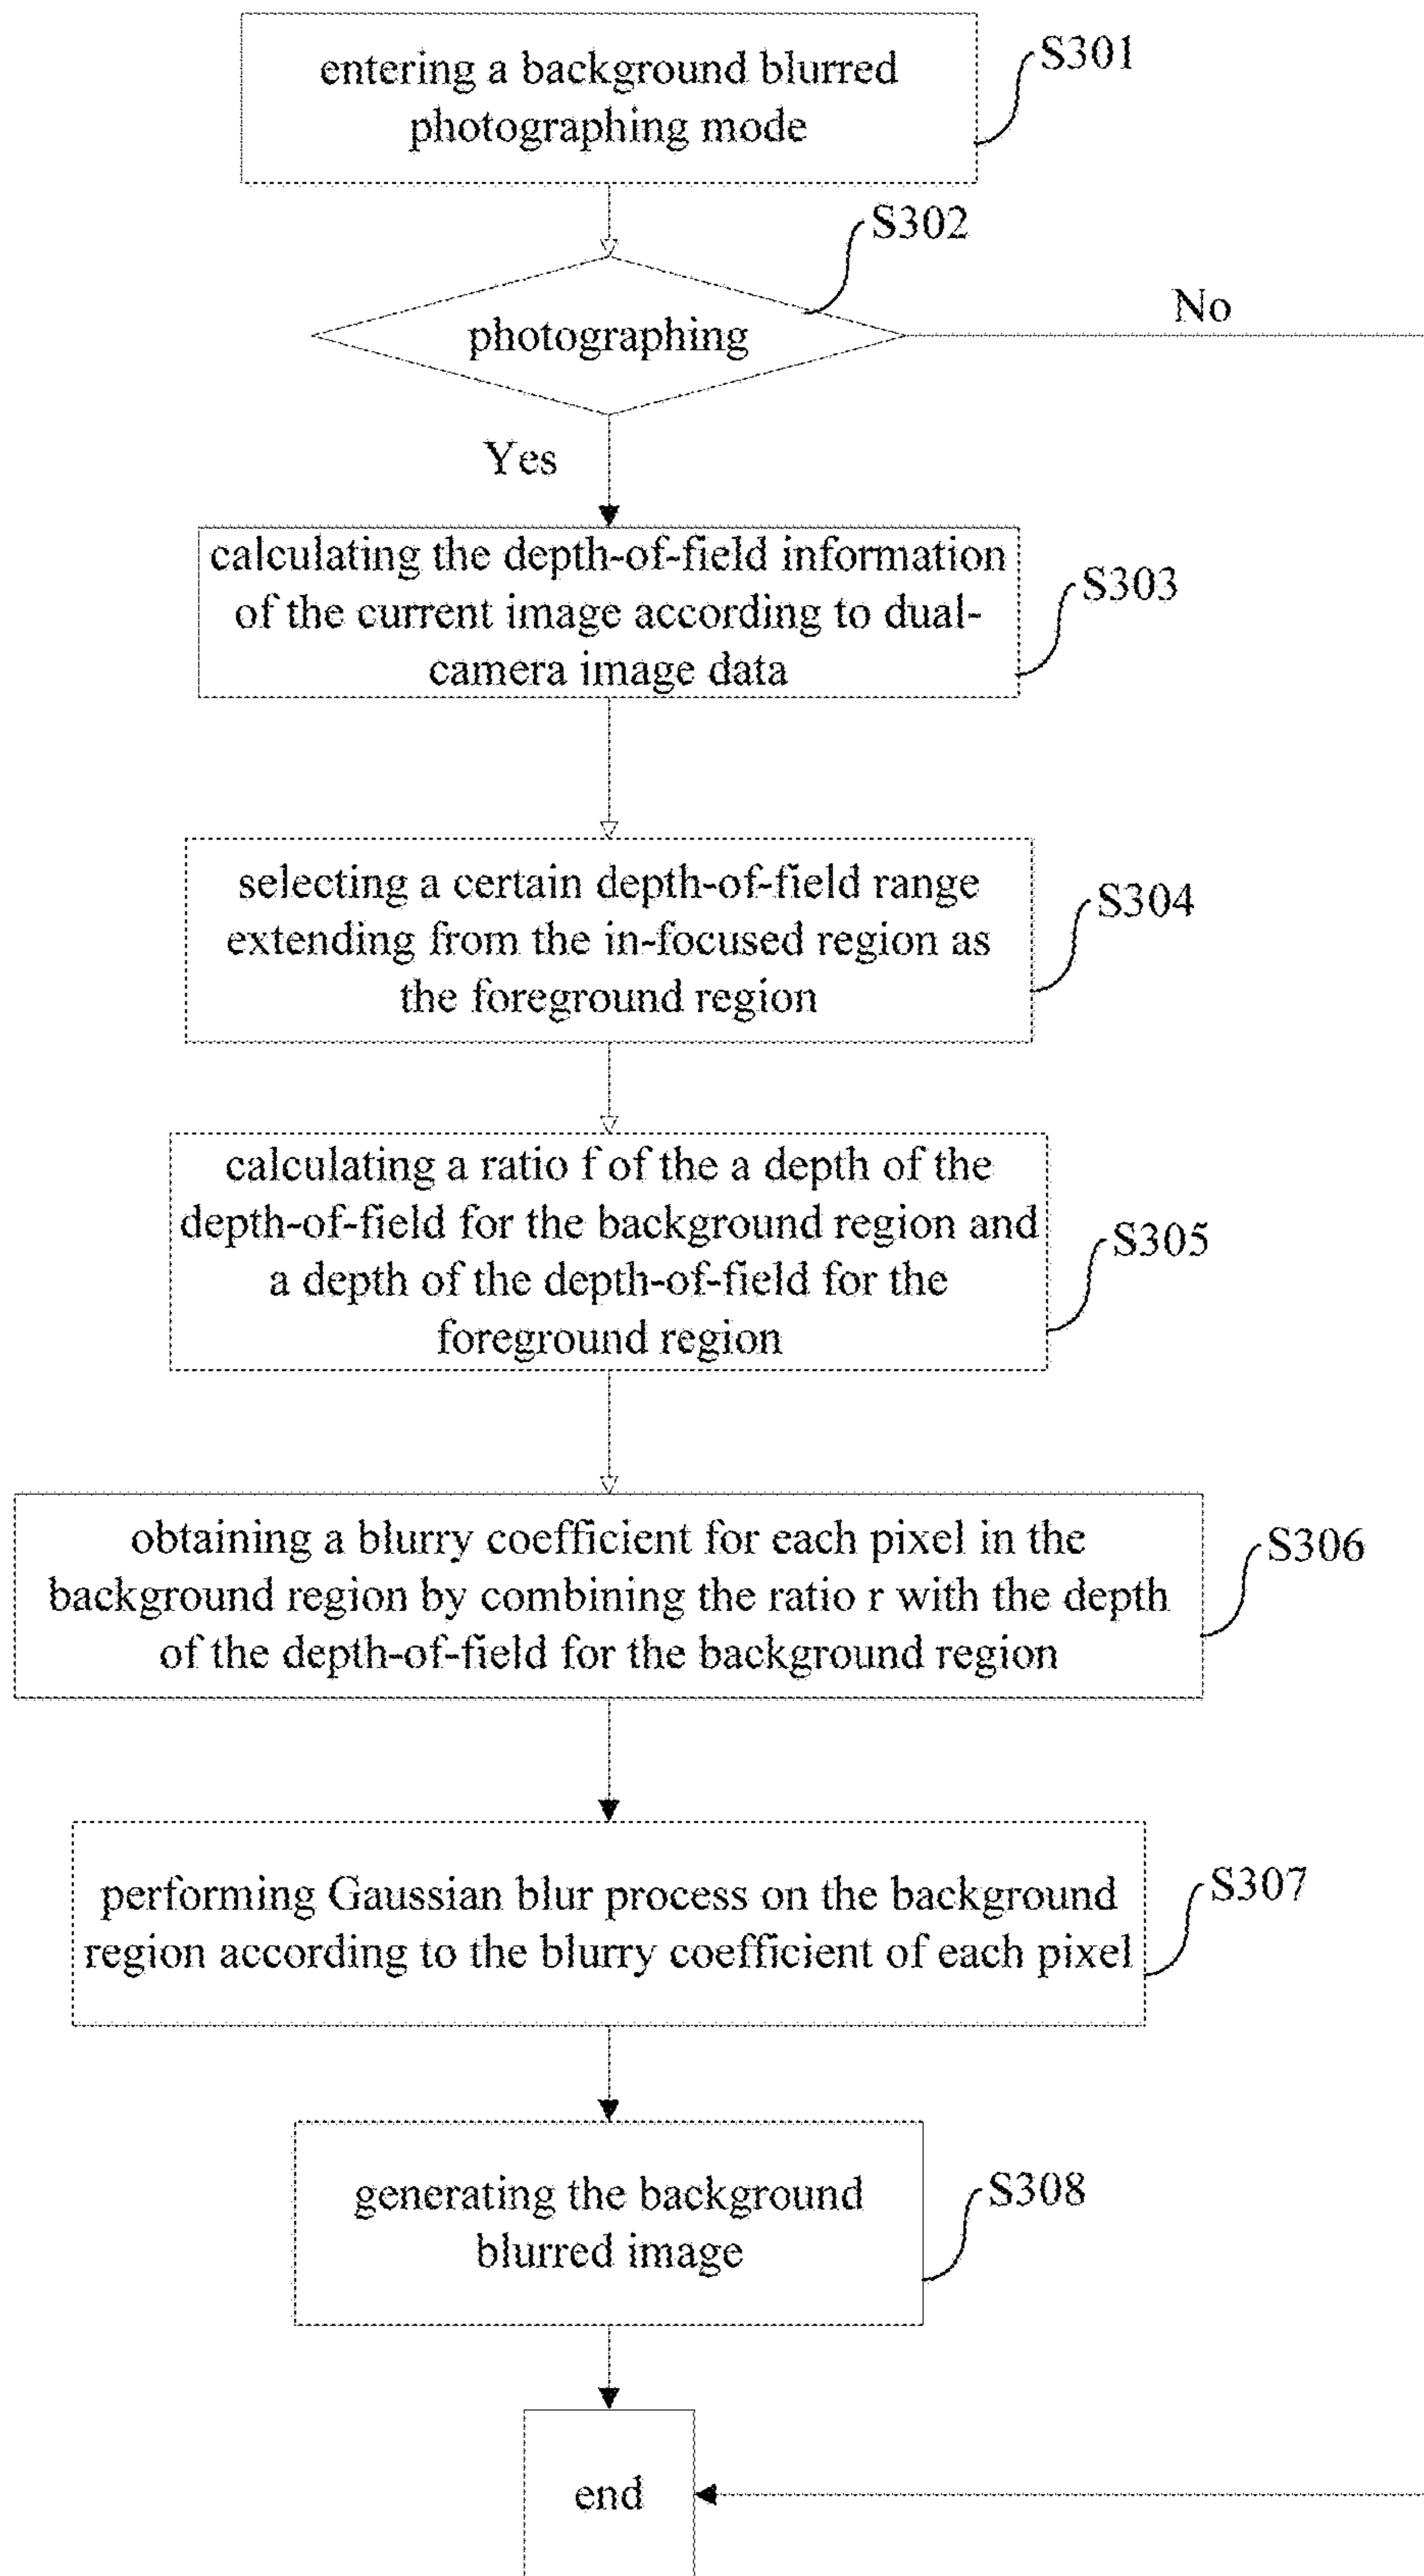 entering a background blurred
photographing mode
S301
S302
photographing
No
Yes
calculating the depth-of-field information
of the current image according to dual-
camera image data
S303
selecting a certain depth-of-field range
extending from the in-focused region as
the foreground region
S304
calculating a ratio f of the a depth of the
depth-of-field for the background region and
a depth of the depth-of-field for the
foreground region
S305
obtaining a blurry coefficient for each pixel in the
background region by combining the ratio r with the depth
of the depth-of-field for the background region
S306
performing Gaussian blur process on the background
region according to the blurry coefficient of each pixel
S307
generating the background
blurred image
S308
end